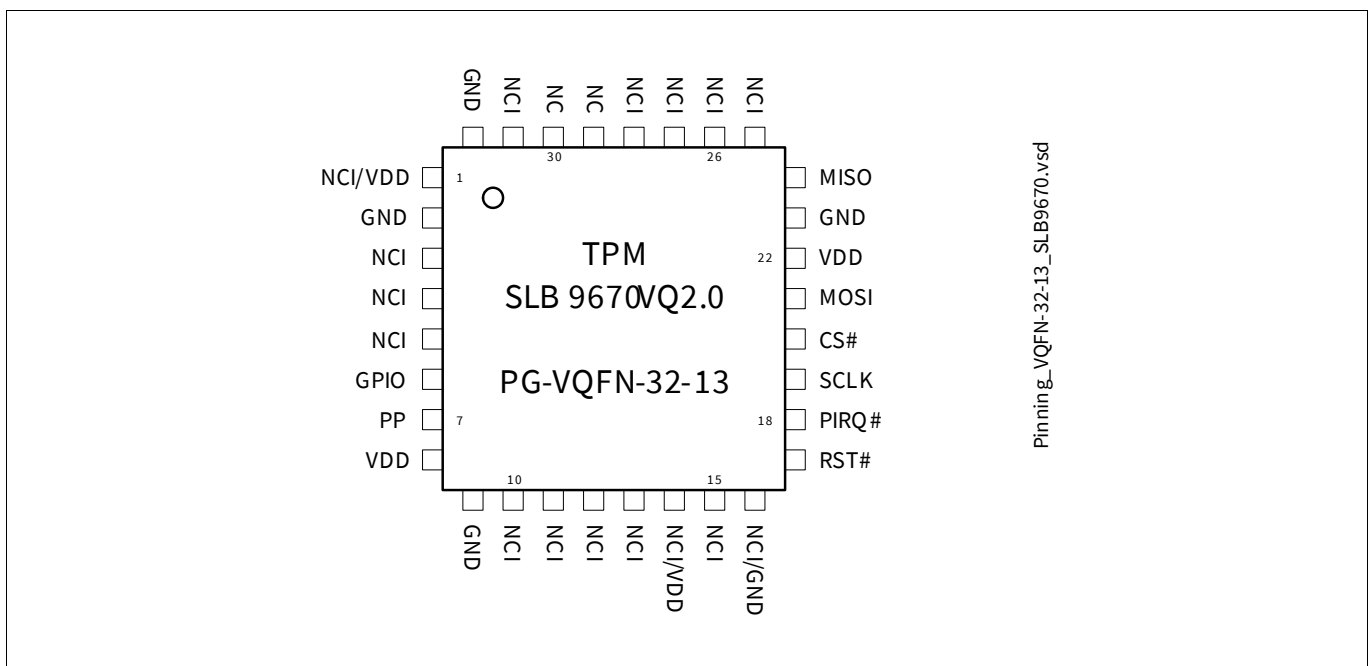 GND
NCI
NC
NC
NCI
NCI
NCI
NCI
30
26
NCI/VDD
1
MISO
GND
GND
NCI
TPM
22
VDD
NCI
SLB 9670VQ2.0
MOSI
NCI
CS#
GPIO
PG-VQFN-32-13
SCLK
PP
7
18
PIRQ#
VDD
RST#
10
15
GND
NCI
NCI
NCI
NCI
NCI/VDD
NCI
NCI/GND
Pinning_VQFN-32-13_SLB9670.vsd